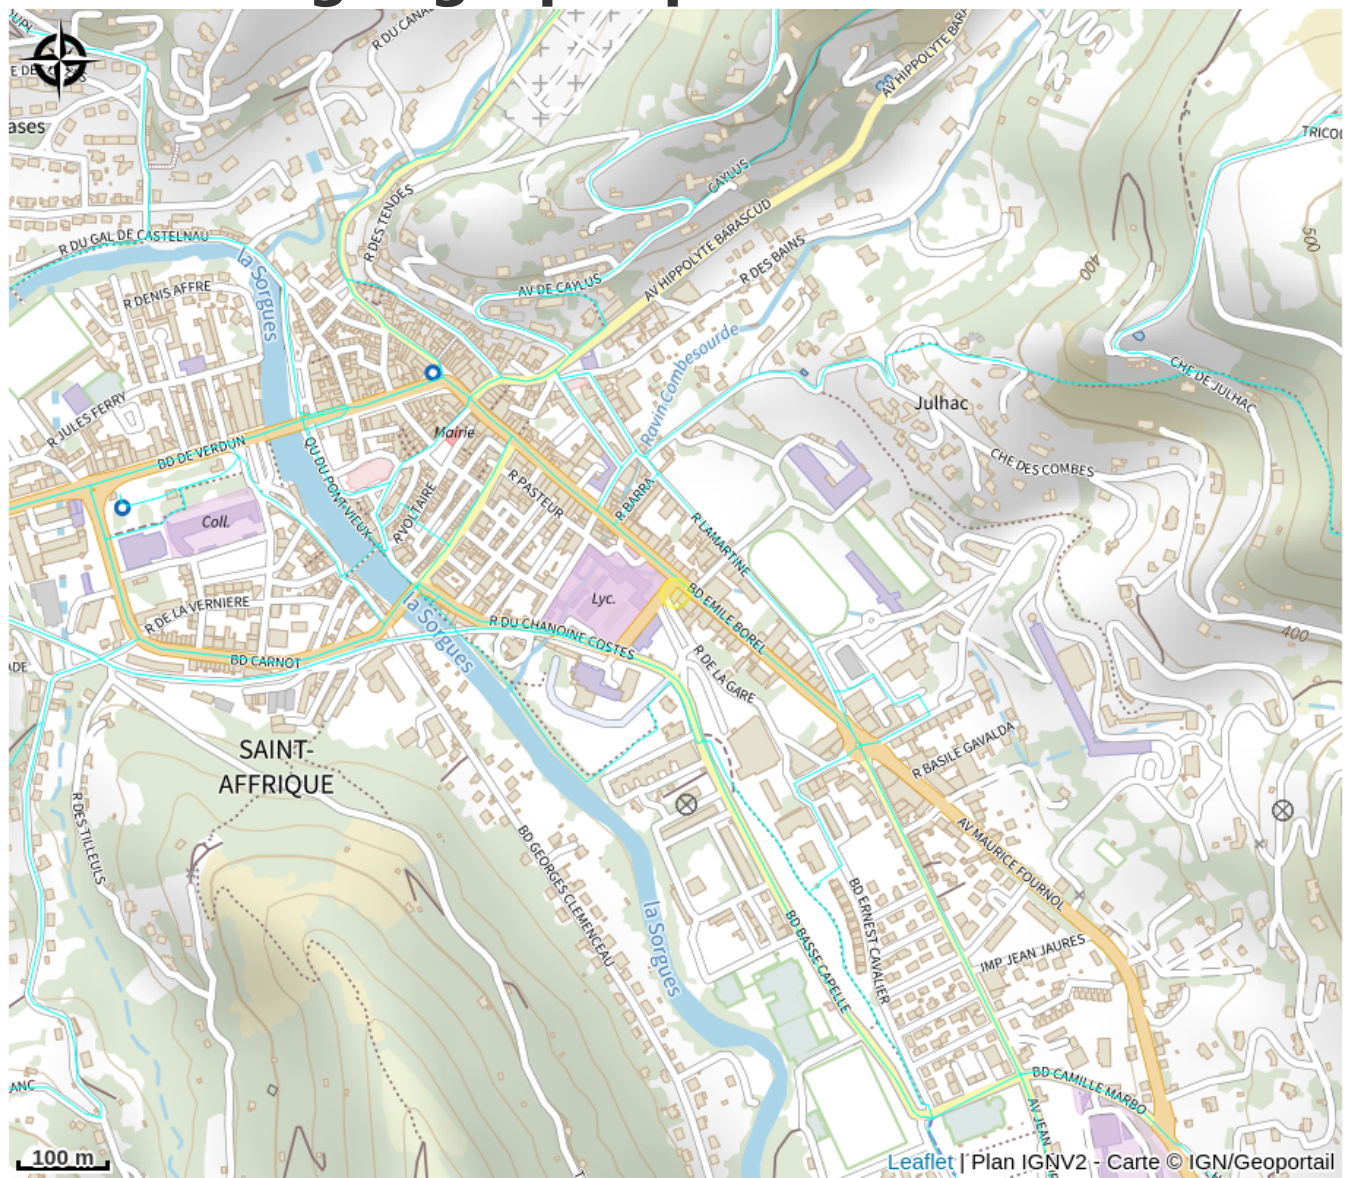 R DU CANA
AV HIPPOLYTE BARA
ases
TRICOU
R DES TENDES
CAYLUS
R DU GAL DE CASTELNAU
AV HIPPOLYTE BARASCUD
R DES BAINS
500
400
la Sorgues
R DENIS AFFRE
AV DE CAYLUS
Ravin Combesourde
CHE DE JULHAC
Julhac
R JULES FERRY
Mairie
BD DE VERDUN
QU DU PONT VIEUX
CHE DES COMBES
R PASTEUR
R BARRA
R VOLTAIRE
Coll.
R LAMARTINE
Lyc.
BD EMILE BOREL
R DE LA VERNIERE
la Sorgues
R DU CHANOINE COSTES
400
ADE
BD CARNOT
R DE LA GARE
SAINT-
AFFRIQUE
R BASILE GAVALDA
R DES TILLEULS
BD GEORGES CLEMENCEAU
AV MAURICE FOURNOL
BD ERNEST CAVALIER
la Sorgues
BD BASSE CAPELLE
IMP JEAN JAURES
ANC
BD CAMILLE MARBO
AV JEAN
100 m
Leaflet | Plan IGNV2 - Carte © IGN/Geoportail